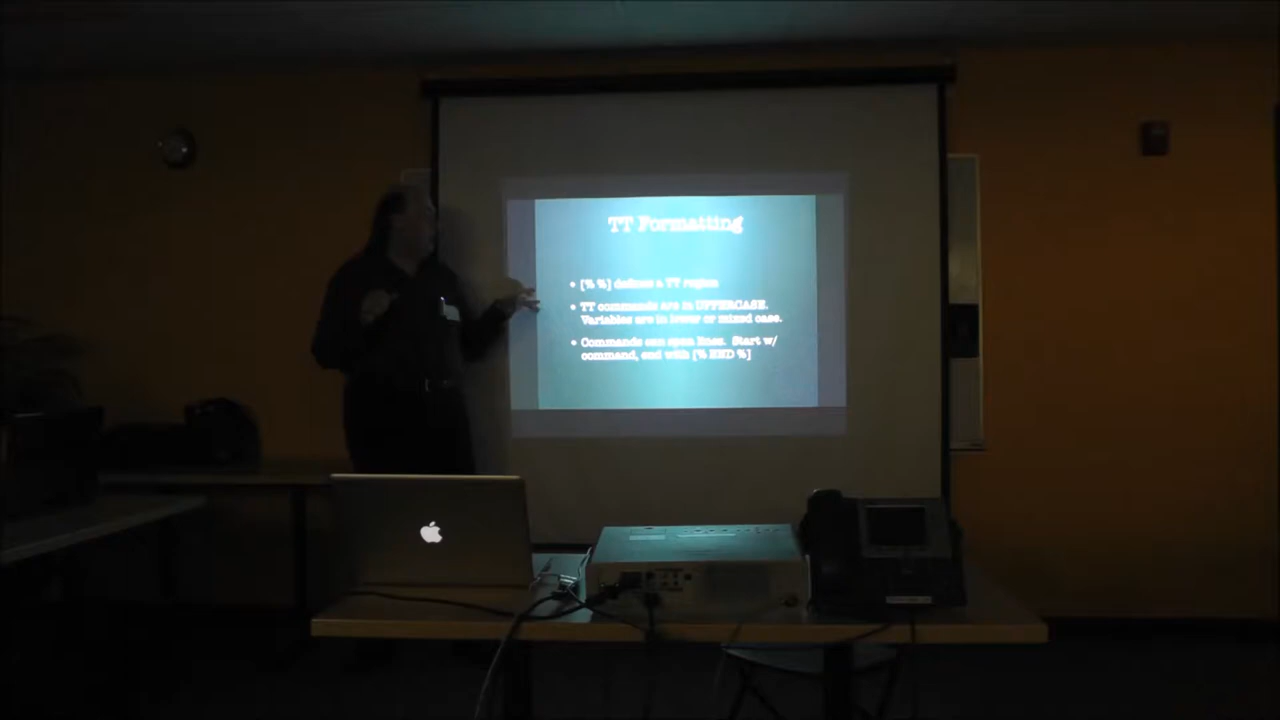 TT Formatting
• [% %] defines a TT region
• TT commands are in UPPERCASE.
Variables are in lower or mixed case.
• Commands can span lines. Start w/
command, end with [% END %]